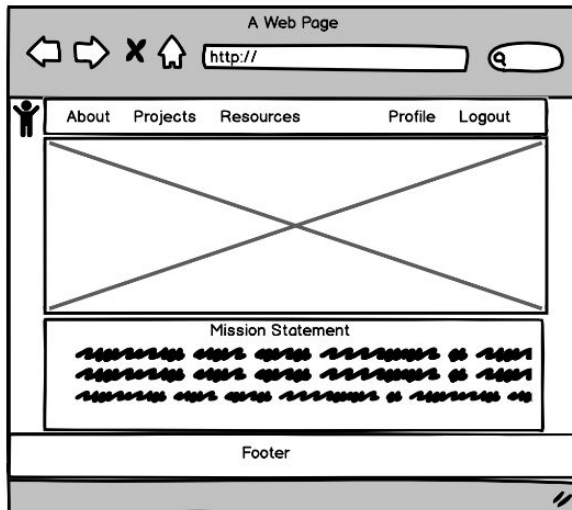 A Web Page
http://
About Projects Resources Profile Logout
Mission Statement
Footer